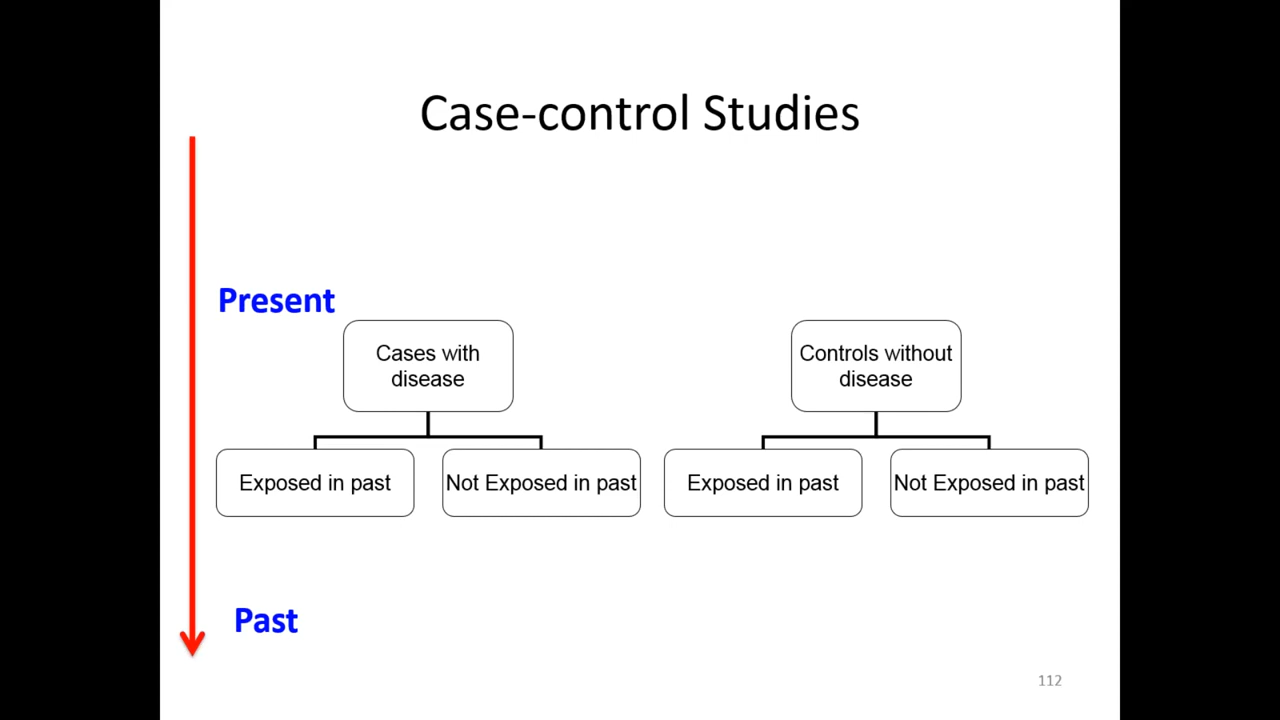 Case-control Studies
Present
Cases with
disease
Controls without
disease
Exposed in past
Not Exposed in past
Exposed in past
Not Exposed in past
Past
112